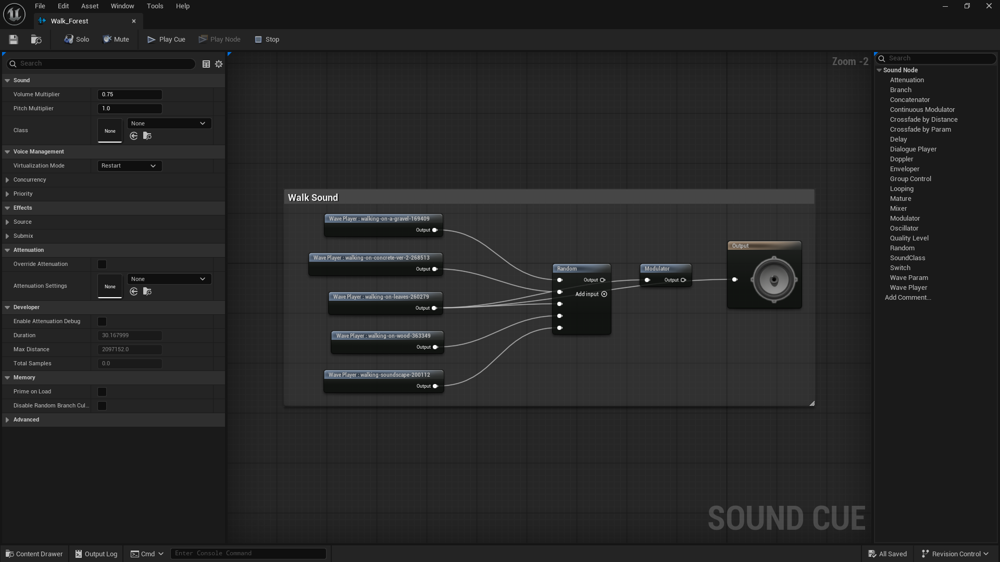 File Edit Asset Window Tools Help
Walk_Forest
Solo Mute Play Cue Play Node Stop
Search
Sound
Volume Multiplier 0.75
Pitch Multiplier 1.0
Class None None
Voice Management
Virtualization Mode Restart
Concurrency
Priority
Effects
Source
Submix
Attenuation
Override Attenuation
Attenuation Settings None None
Developer
Enable Attenuation Debug
Duration 30.167999
Max Distance 2097152.0
Total Samples 0.0
Memory
Prime on Load
Disable Random Branch Cul...
Advanced
Zoom -2
Walk Sound
Wave Player : walking-on-a-gravel-169409
Output
Wave Player : walking-on-concrete-ver-2-268513
Output
Wave Player : walking-on-leaves-260279
Output
Wave Player : walking-on-wood-363349
Output
Wave Player : walking-soundscape-200112
Output
Random
Output
Add input
Modulator
Output
Output
SOUND CUE
Search
Sound Node
Attenuation
Branch
Concatenator
Continuous Modulator
Crossfade by Distance
Crossfade by Param
Delay
Dialogue Player
Doppler
Enveloper
Group Control
Looping
Mature
Mixer
Modulator
Oscillator
Quality Level
Random
SoundClass
Switch
Wave Param
Wave Player
Add Comment...
Content Drawer Output Log Cmd Enter Console Command All Saved Revision Control